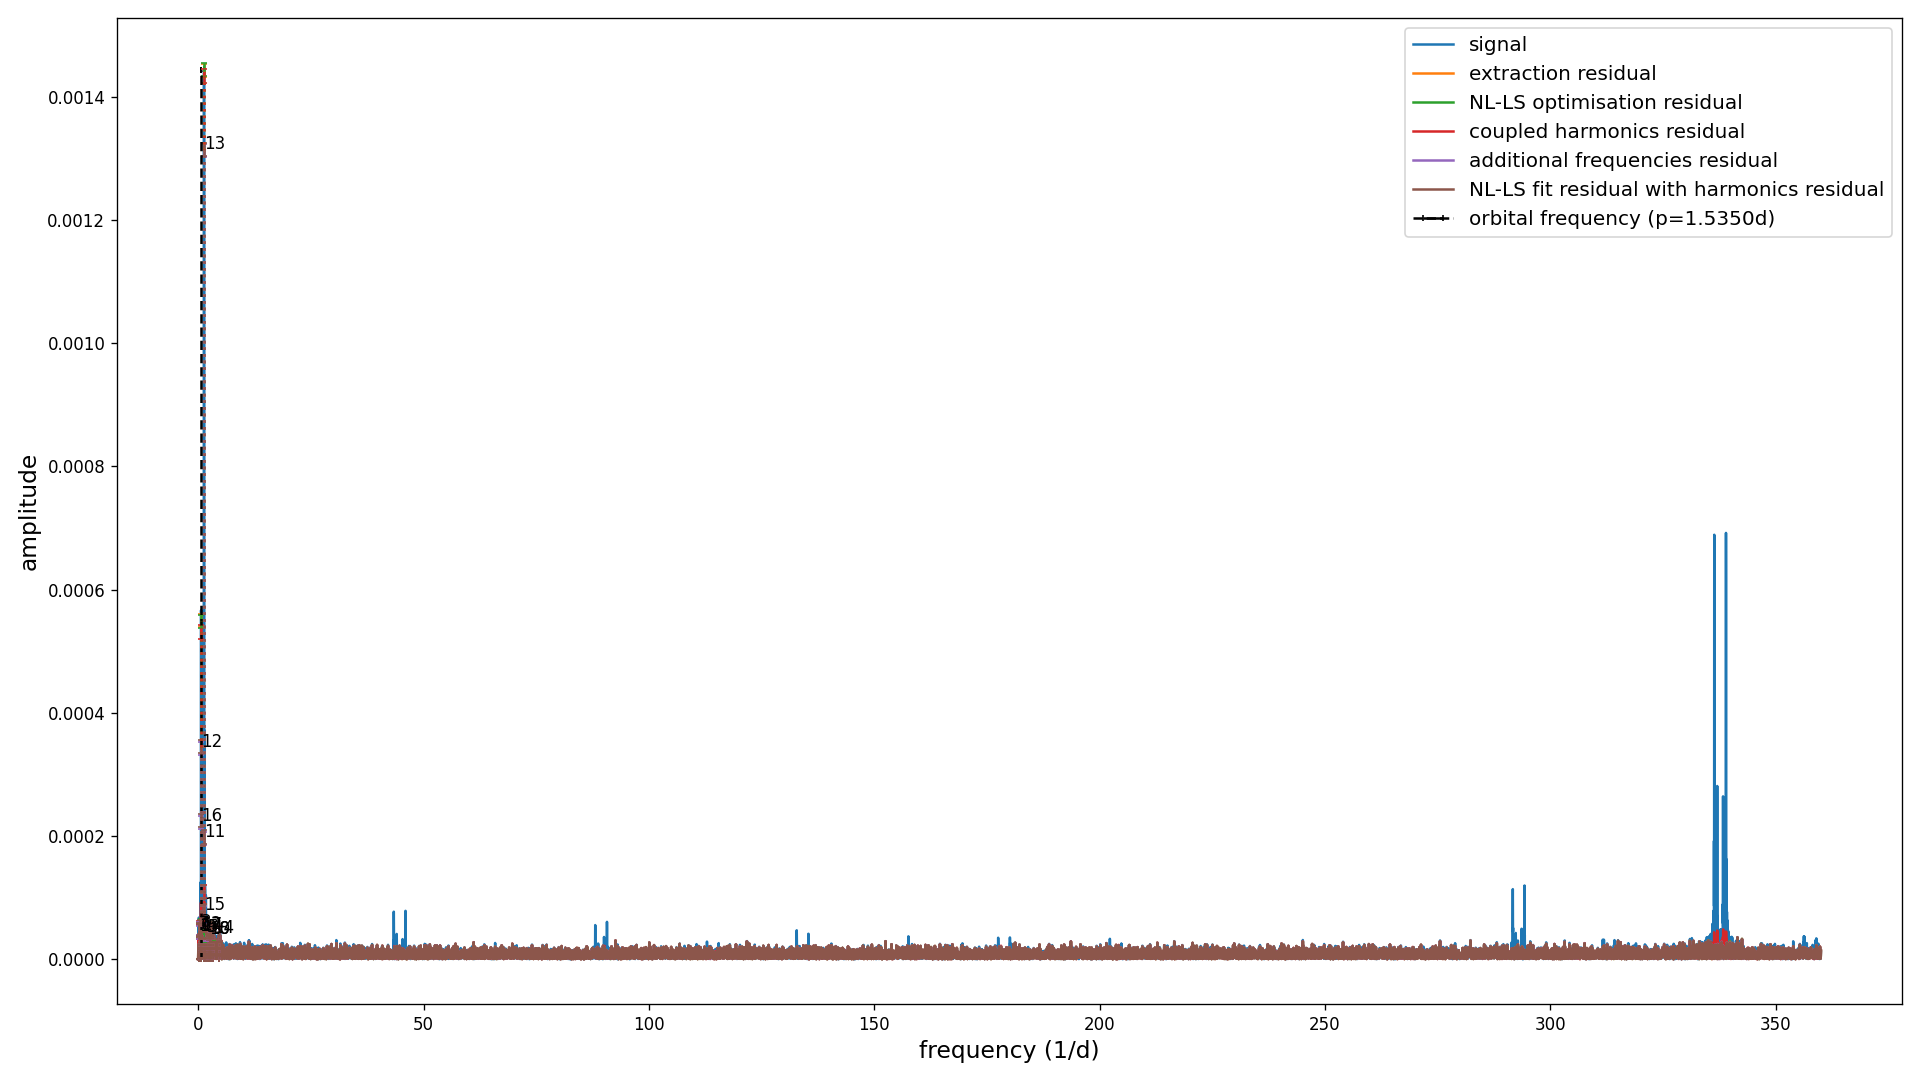 signal
extraction residual
NL-LS optimisation residual
coupled harmonics residual
additional frequencies residual
NL-LS fit residual with harmonics residual
orbital frequency (p=1.5350d)
0.0014
0.0012
0.0010
0.0008
0.0006
0.0004
0.0002
0.0000
amplitude
13
12
16
11
15
0
50
100
150
200
250
300
350
frequency (1/d)